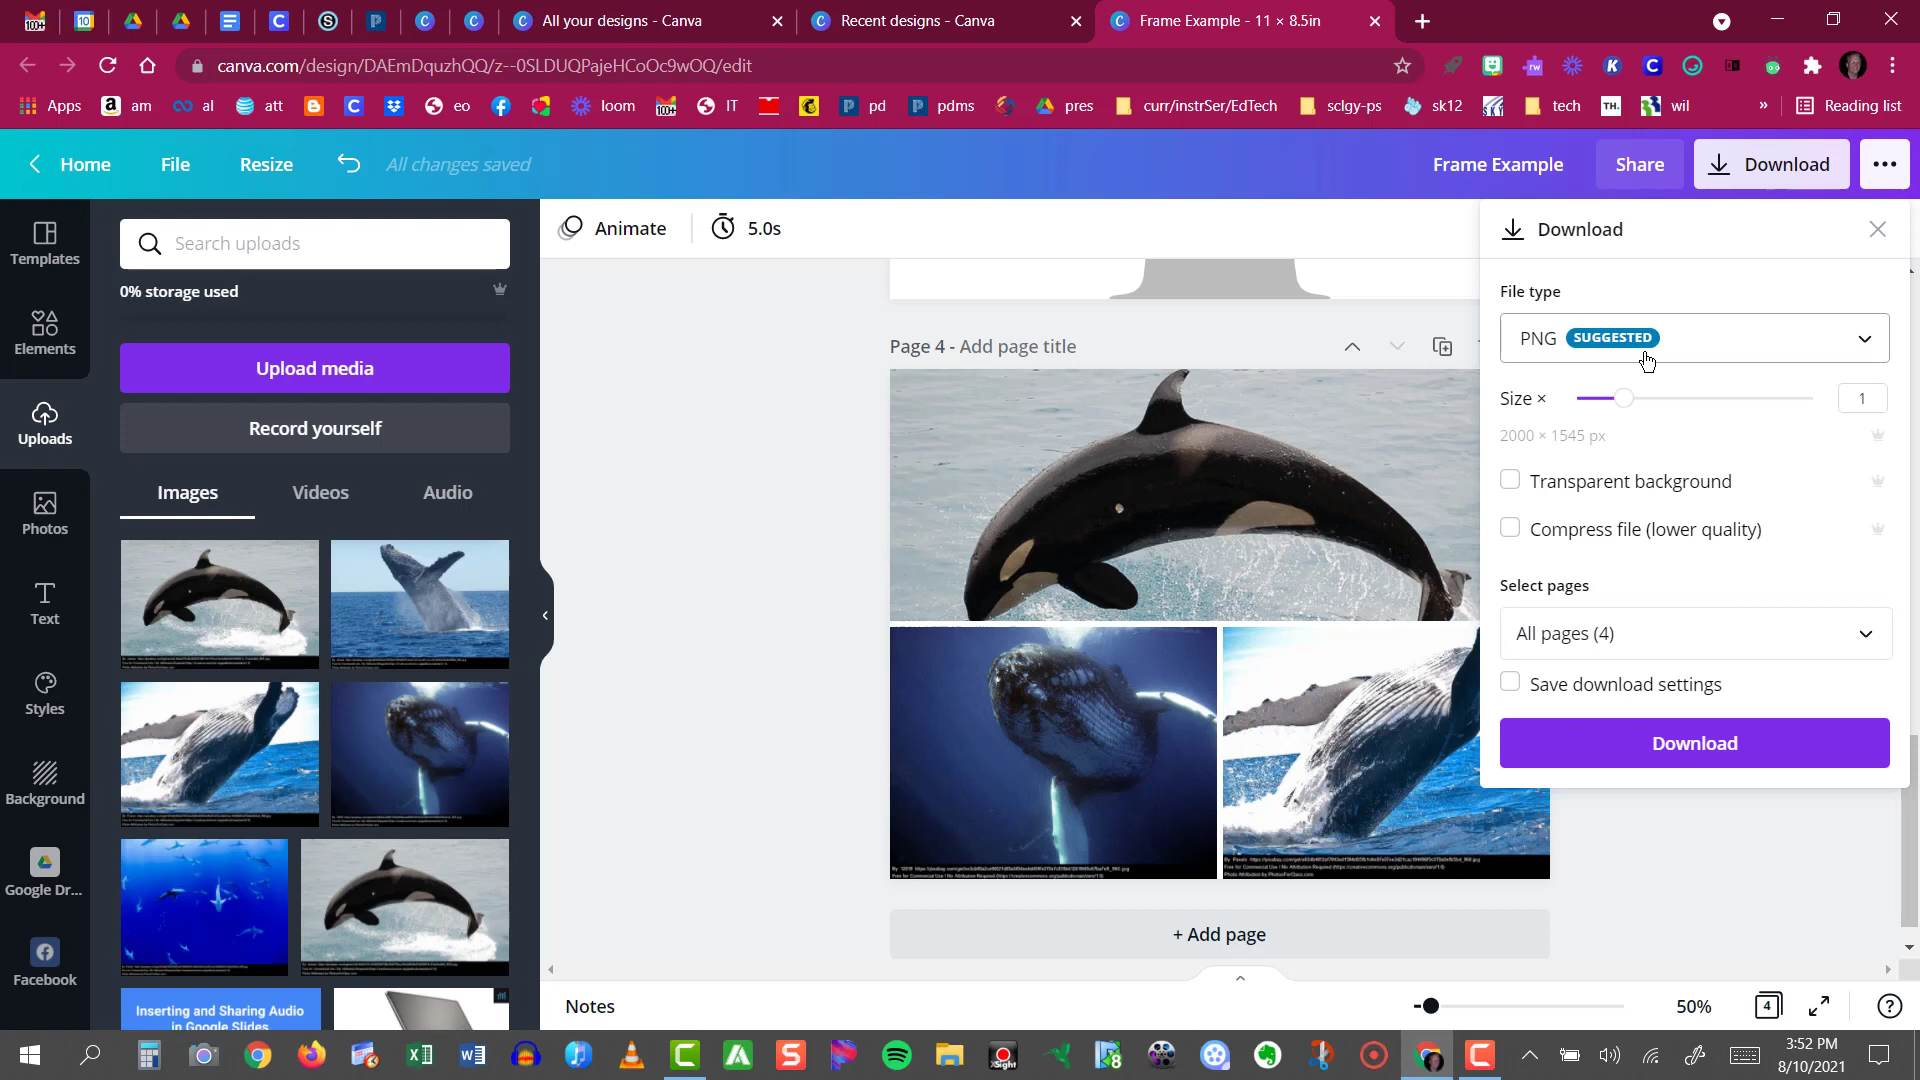 All your designs - Canva
Recent designs - Canva
Frame Example - 11 × 8.5in
canva.com/design/DAEmDquzhQQ/z--0SLDUQPajeHCoOc9wOQ/edit
Apps
am
al
att
eo
loom
IT
pd
pdms
pres
curr/instrSer/EdTech
sclgy-ps
sk12
tech
TH.
wil
»
Reading list
Home
File
Resize
All changes saved
Frame Example
Share
Download
Templates
Elements
Uploads
Photos
Text
Styles
Background
Google Dr...
Facebook
Search uploads
0% storage used
Upload media
Record yourself
Images
Videos
Audio
Inserting and Sharing Audio
in Google Slides
Animate
5.0s
Page 4 - Add page title
+ Add page
Notes
50%
4
Download
File type
PNG SUGGESTED
Size × 1
2000 × 1545 px
Transparent background
Compress file (lower quality)
Select pages
All pages (4)
Save download settings
Download
3:52 PM
8/10/2021